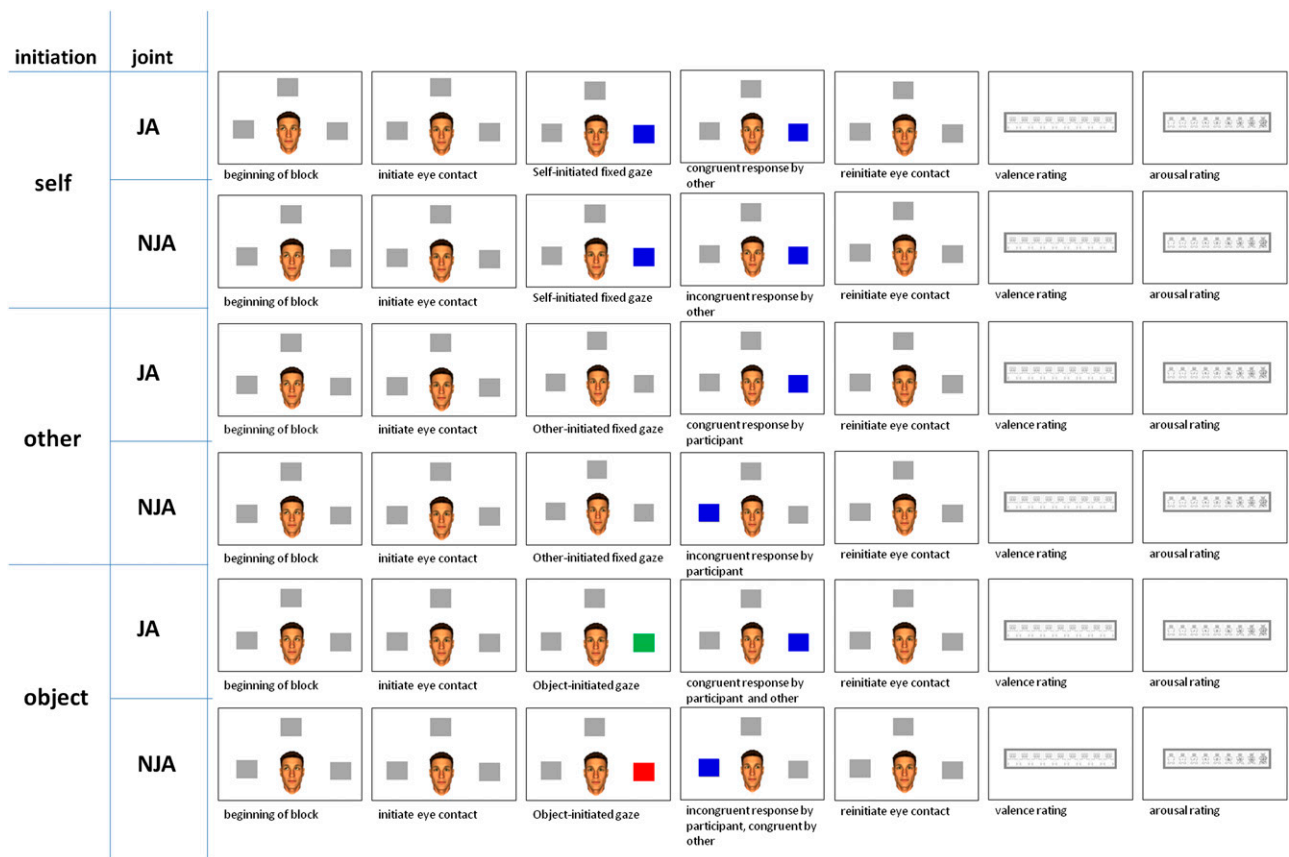 initiation joint
self
JA
beginning of block
initiate eye contact
Self-initiated fixed gaze
congruent response by
other
reinitiate eye contact
valence rating
arousal rating
NJA
beginning of block
initiate eye contact
Self-initiated fixed gaze
incongruent response by
other
reinitiate eye contact
valence rating
arousal rating
other
JA
beginning of block
initiate eye contact
Other-initiated fixed gaze
congruent response by
participant
reinitiate eye contact
valence rating
arousal rating
NJA
beginning of block
initiate eye contact
Other-initiated fixed gaze
incongruent response by
participant
reinitiate eye contact
valence rating
arousal rating
object
JA
beginning of block
initiate eye contact
Object-initiated gaze
congruent response by
participant and other
reinitiate eye contact
valence rating
arousal rating
NJA
beginning of block
initiate eye contact
Object-initiated gaze
incongruent response by
participant, congruent by
other
reinitiate eye contact
valence rating
arousal rating